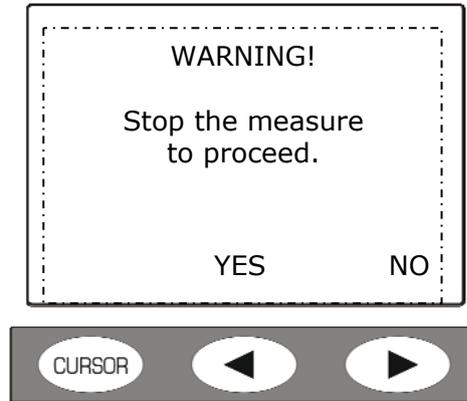 WARNING!
Stop the measure
to proceed.
YES NO
CURSOR